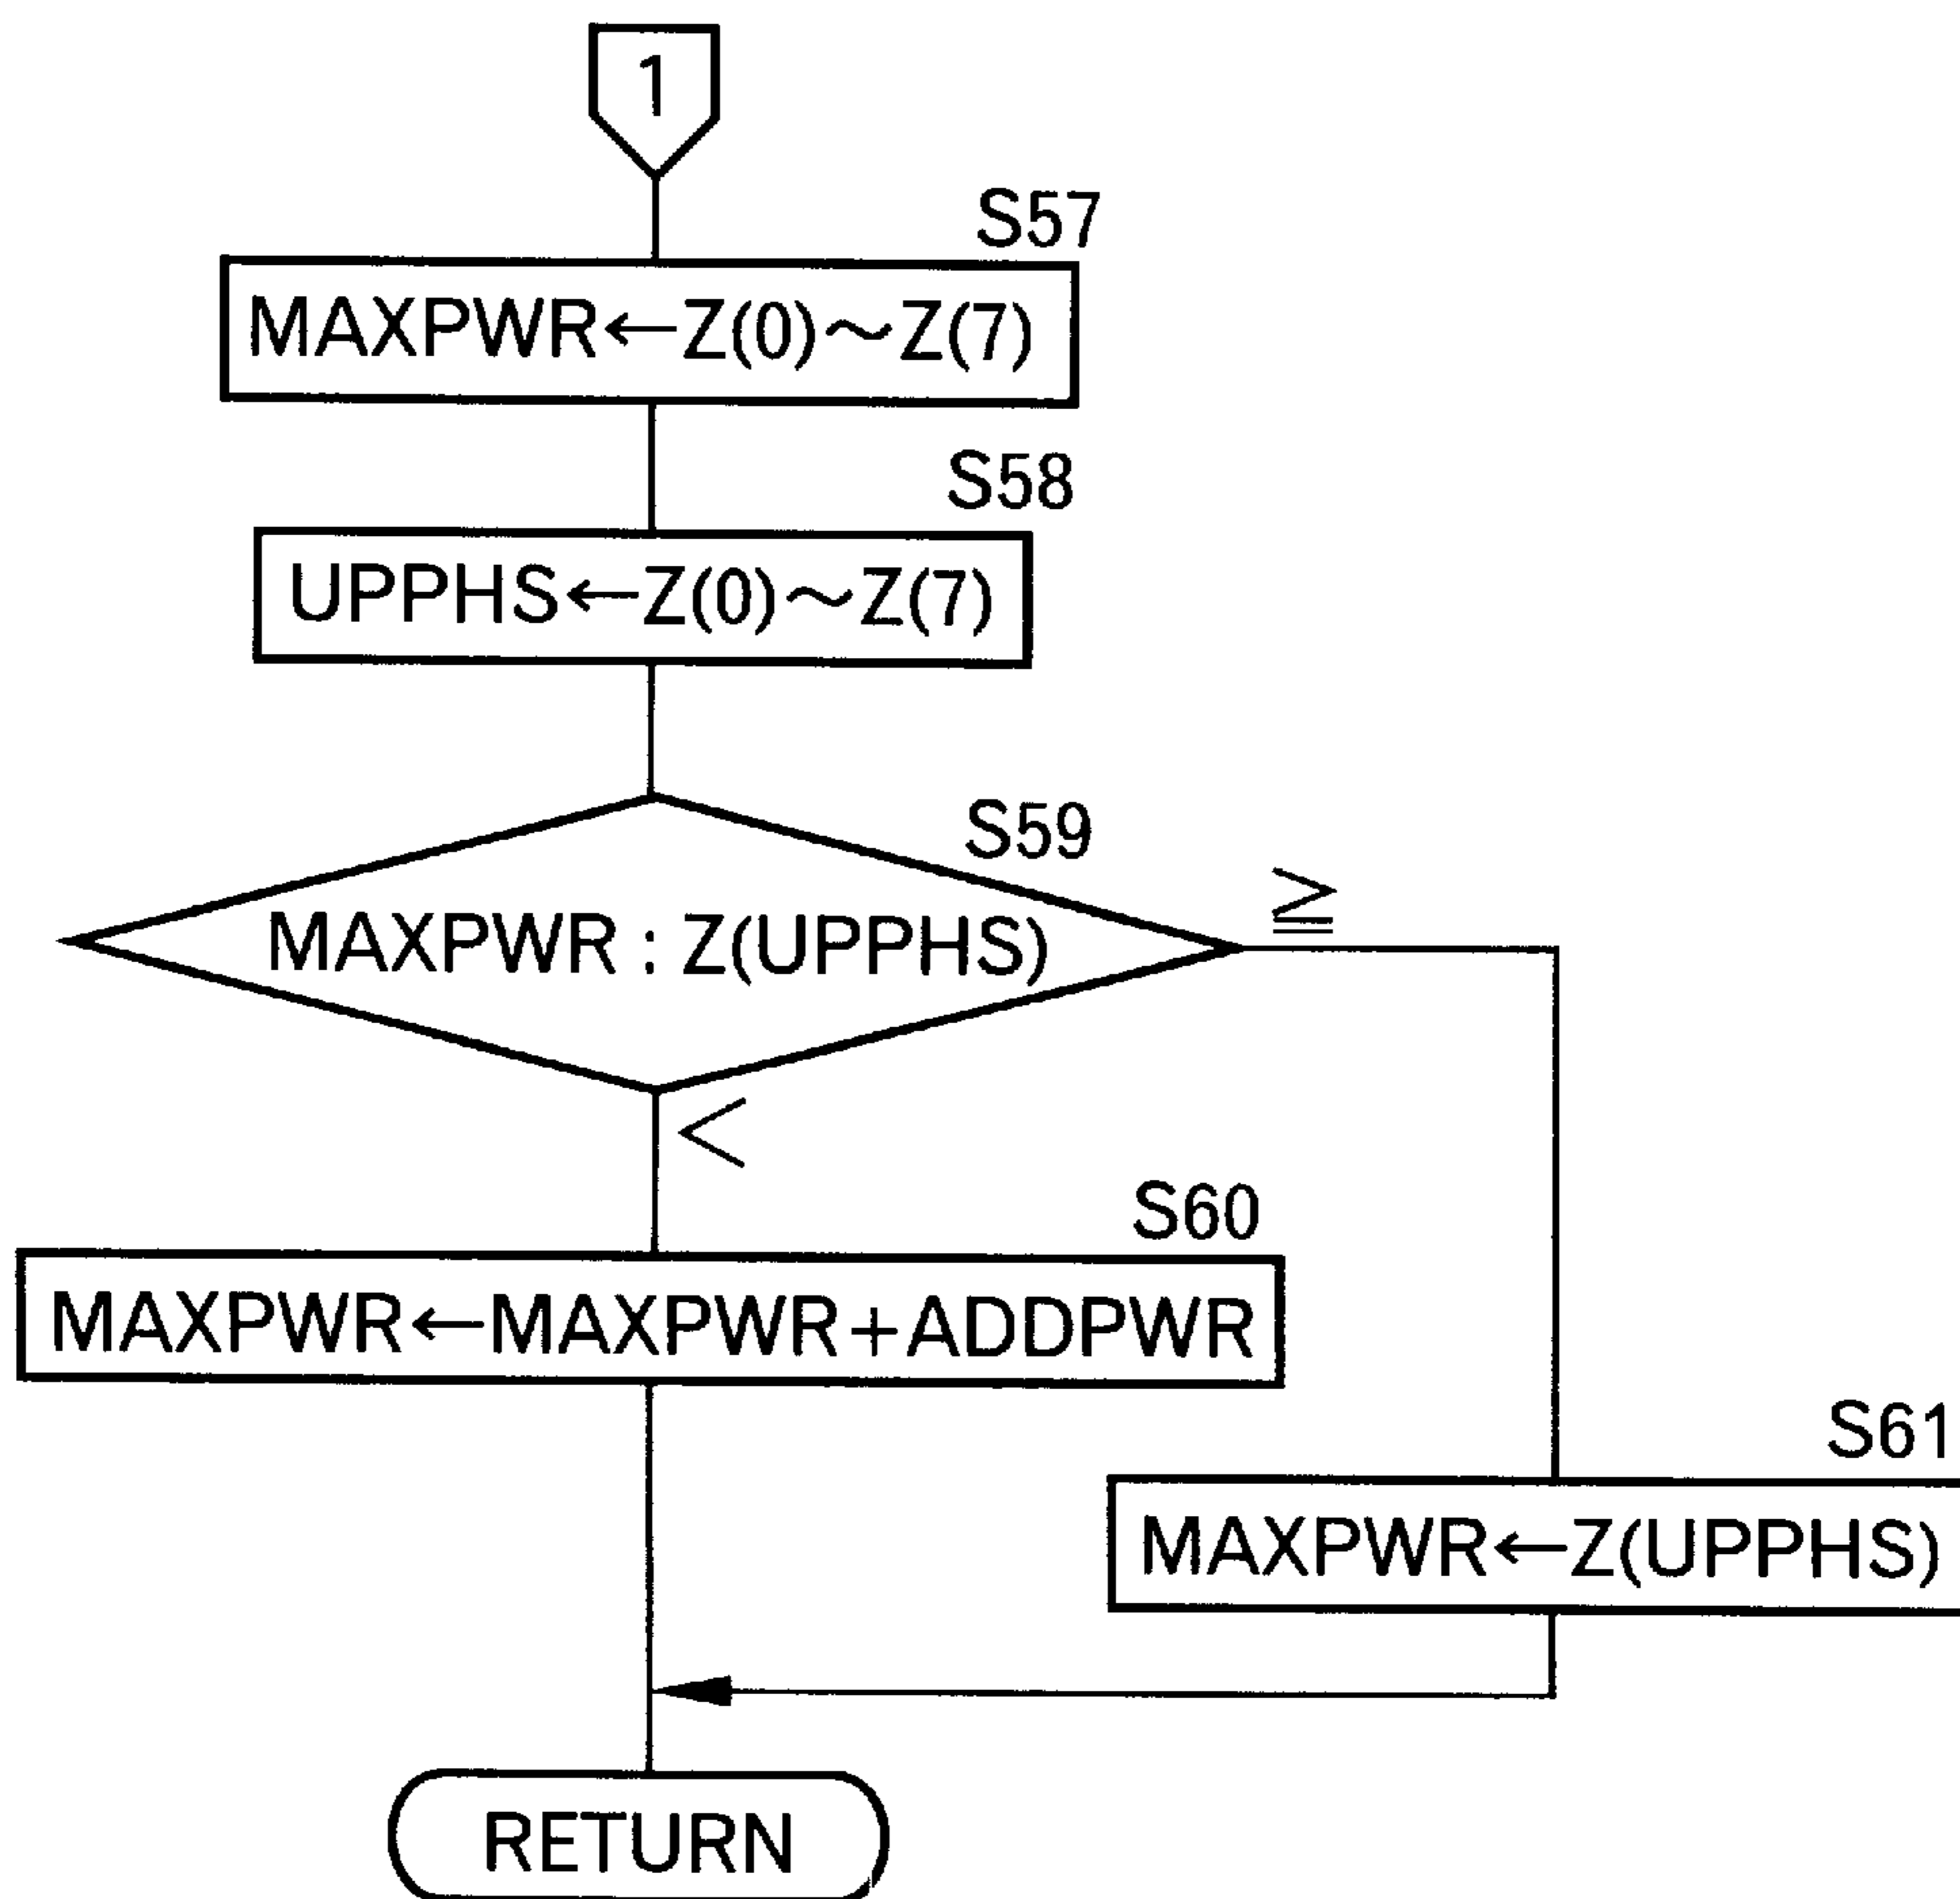 1
S57
MAXPWR←Z(0)～Z(7)
S58
UPPHS←Z(0)～Z(7)
S59
MAXPWR : Z(UPPHS)
≧
<
S60
MAXPWR←MAXPWR+ADDPWR
S61
MAXPWR←Z(UPPHS)
RETURN